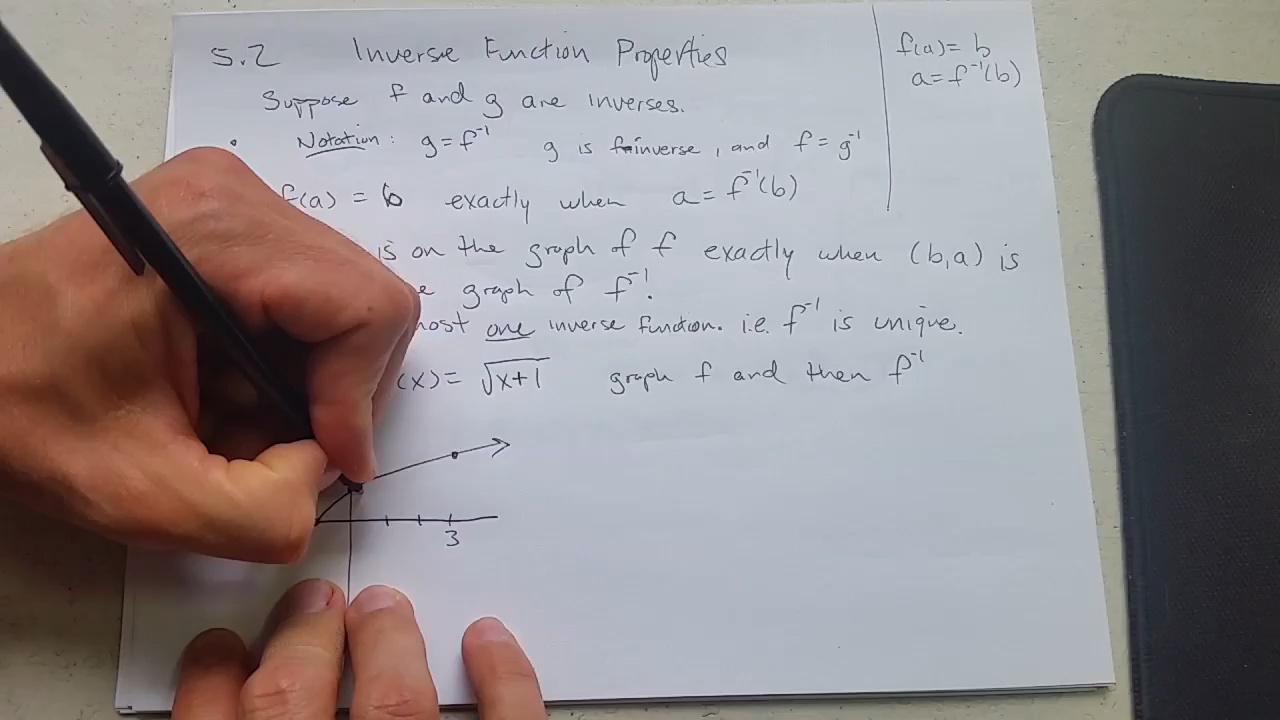 5.2 Inverse Function Properties
Suppose f and g are inverses.
Notation: g = f⁻¹ g is f inverse, and f = g⁻¹
f(a) = b exactly when a = f⁻¹(b)
is on the graph of f exactly when (b,a) is
graph of f⁻¹.
one inverse function. i.e. f⁻¹ is unique.
(x) = √x+1 graph f and then f⁻¹
3
f(a) = b
a = f⁻¹(b)